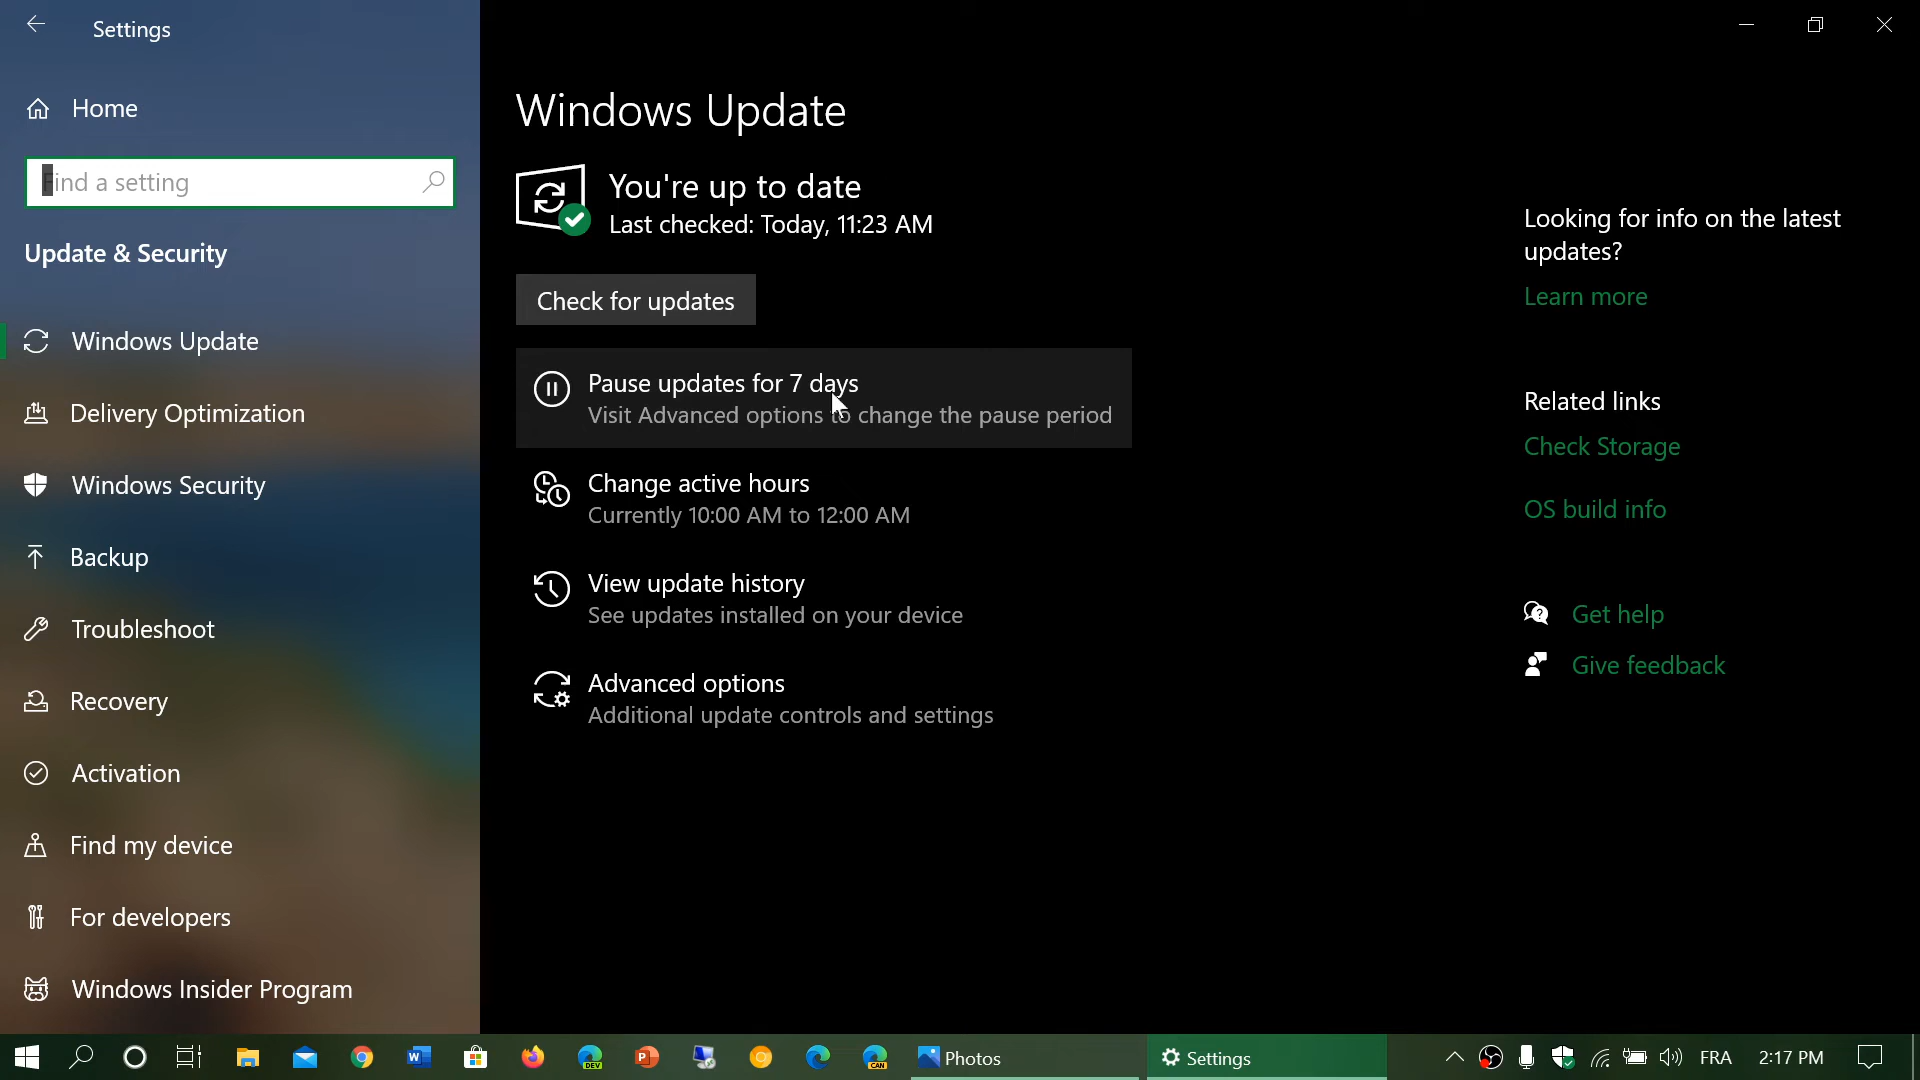 Settings
Home
Find a setting
Update & Security
Windows Update
Delivery Optimization
Windows Security
Backup
Troubleshoot
Recovery
Activation
Find my device
For developers
Windows Insider Program
Windows Update
You're up to date
Last checked: Today, 11:23 AM
Check for updates
Pause updates for 7 days
Visit Advanced options to change the pause period
Change active hours
Currently 10:00 AM to 12:00 AM
View update history
See updates installed on your device
Advanced options
Additional update controls and settings
Looking for info on the latest
updates?
Learn more
Related links
Check Storage
OS build info
Get help
Give feedback
DEV
CAN
Photos
Settings
FRA
2:17 PM